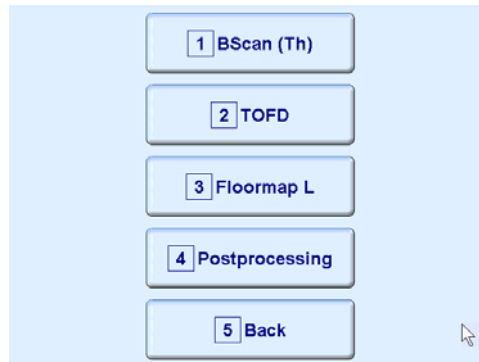 1 BScan (Th)
2 TOFD
3 Floormap L
4 Postprocessing
5 Back